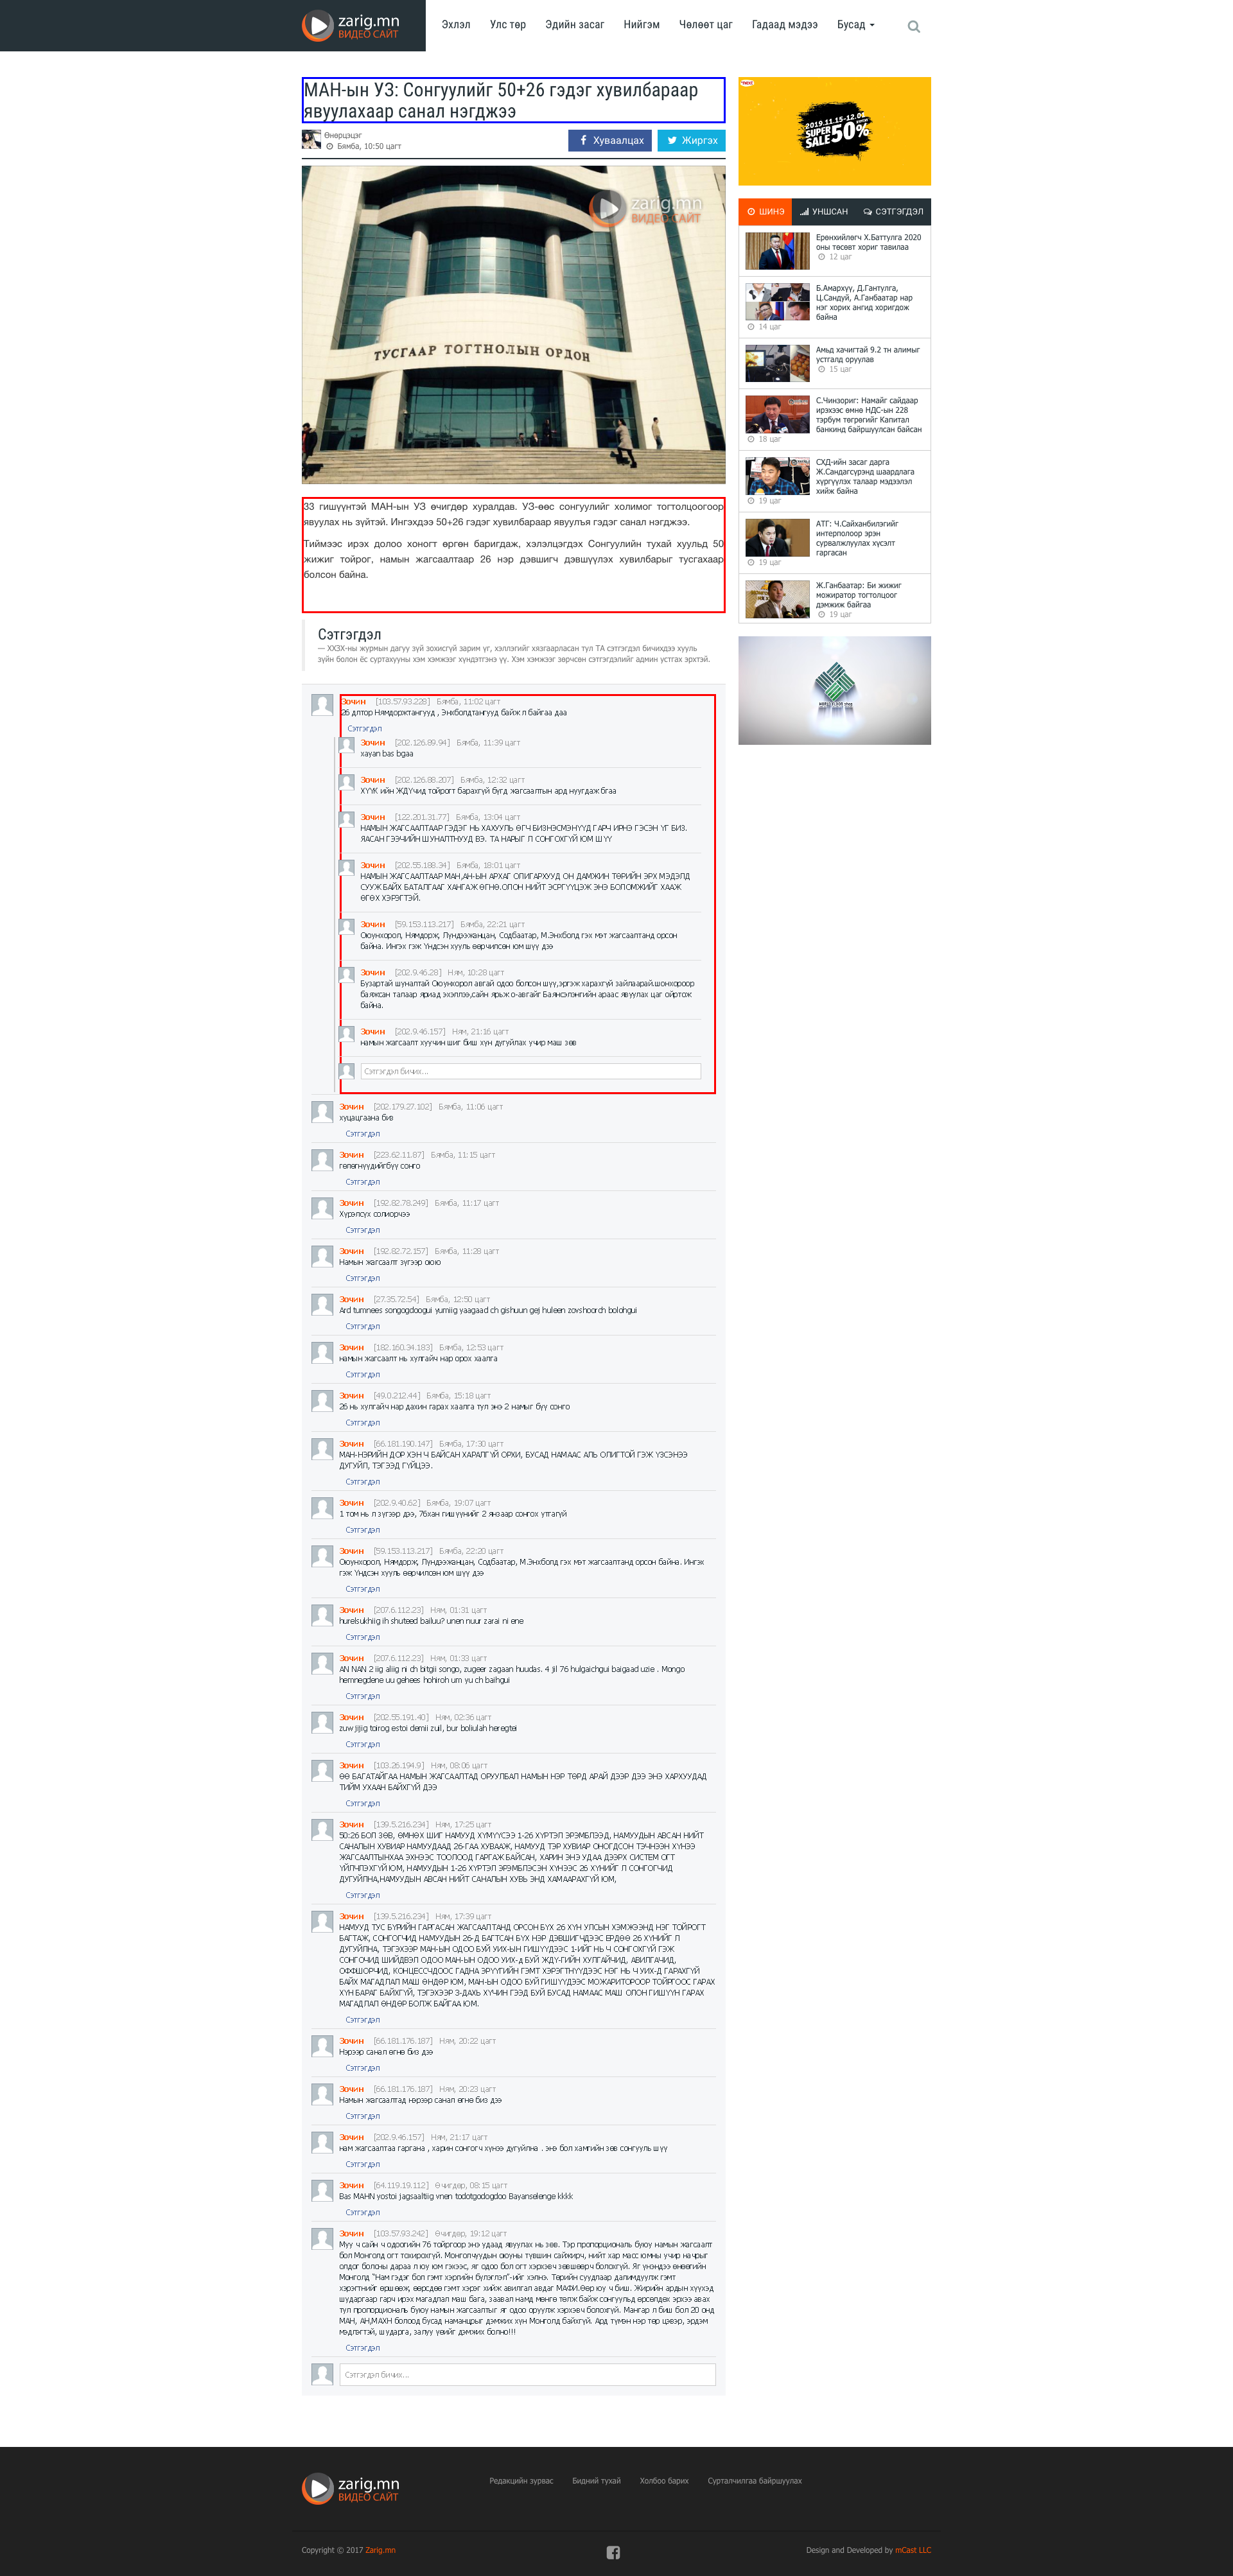 zarig.mn
ВИДЕО САЙТ
Эхлэл Улс төр Эдийн засаг Нийгэм Чөлөөт цаг Гадаад мэдээ Бусад
МАН-ын УЗ: Сонгуулийг 50+26 гэдэг хувилбараар
явуулахаар санал нэгджээ
Өнөрцэцэг
Бямба, 10:50 цагт
Хуваалцах Жиргэх
zarig.mn
ВИДЕО САЙТ
ТУСГААР ТОГТНОЛЫН ОРДОН
33 гишүүнтэй МАН-ын УЗ өчигдөр хуралдав. УЗ-өөс сонгуулийг холимог тогтолцоогоор
явуулах нь зүйтэй. Ингэхдээ 50+26 гэдэг хувилбараар явуулъя гэдэг санал нэгжээ.
Тиймээс ирэх долоо хоногт өргөн баригдаж, хэлэлцэгдэх Сонгуулийн тухай хуульд 50
жижиг тойрог, намын жагсаалтаар 26 нэр дэвшигч дэвшүүлэх хувилбарыг тусгахаар
болсон байна.
Сэтгэгдэл
— ХХЗХ-ны журмын дагуу зүй зохисгүй зарим үг, хэллэгийг хязгаарласан тул ТА сэтгэгдэл бичихдээ хууль
зүйн болон ёс суртахууны хэм хэмжээг хүндэтгэнэ үү. Хэм хэмжээг зөрчсөн сэтгэгдэлийг админ устгах эрхтэй.
Зочин [103.57.93.228] Бямба, 11:02 цагт
26 дптор Нямдоржтангууд , Энхболдтангууд байж л байгаа даа
Сэтгэгдэл
Зочин [202.126.89.94] Бямба, 11:39 цагт
xayan bas bgaa
Зочин [202.126.88.207] Бямба, 12:32 цагт
ХҮҮК ийн ЖДҮчид тойрогт барахгүй бүгд жагсаалтын ард нуугдаж бгаа
Зочин [122.201.31.77] Бямба, 13:04 цагт
НАМЫН ЖАГСААЛТААР ГЭДЭГ НЬ ХАХУУЛЬ ӨГЧ БИЗНЭСМЭНҮҮД ГАРЧ ИРНЭ ГЭСЭН ҮГ БИЗ.
ЯАСАН ГЭЭЧИЙН ШУНАЛТНУУД ВЭ. ТА НАРЫГ Л СОНГОХГҮЙ ЮМ ШҮҮ
Зочин [202.55.188.34] Бямба, 18:01 цагт
НАМЫН ЖАГСААЛТААР МАН,АН-ЫН АРХАГ ОЛИГАРХУУД ОН ДАМЖИН ТӨРИЙН ЭРХ МЭДЭЛД
СУУЖ БАЙХ БАТАЛГААГ ХАНГАЖ ӨГНӨ.ОЛОН НИЙТ ЭСРГҮҮЦЭЖ ЭНЭ БОЛОМЖИЙГ ХААЖ
ӨГӨХ ХЭРЭГТЭЙ.
Зочин [59.153.113.217] Бямба, 22:21 цагт
Оюунхорол, Нямдорж, Лүндээжанцан, Содбаатар, М.Энхболд гэх мэт жагсаалтанд орсон
байна. Ингэх гэж Үндсэн хууль өөрчилсөн юм шүү дээ
Зочин [202.9.46.28] Ням, 10:28 цагт
Бузартай шуналтай Оюунхорол авгай одоо болсон шүү,эргэж харахгүй зайлаарай.шонхороор
баяжсан талаар яриад эхэллээ,сайн ярьж о-авгайг Баянсэлэнгийн араас явуулах цаг ойртож
байна.
Зочин [202.9.46.157] Ням, 21:16 цагт
намын жагсаалт хуучин шиг биш хүн дугуйлах учир маш зөв
Сэтгэгдэл бичих...
Зочин [202.179.27.102] Бямба, 11:06 цагт
хуцацгаана биз
Сэтгэгдэл
Зочин [223.62.11.87] Бямба, 11:15 цагт
гөлөгнүүдийгбүү сонго
Сэтгэгдэл
Зочин [192.82.78.249] Бямба, 11:17 цагт
Хүрэлсүх солиорчээ
Сэтгэгдэл
Зочин [192.82.72.157] Бямба, 11:28 цагт
Намын жагсаалт зүгээр оюю
Сэтгэгдэл
Зочин [27.35.72.54] Бямба, 12:50 цагт
Ard tumnees songogdoogui yumiig yaagaad ch gishuun gej huleen zovshoorch bolohgui
Сэтгэгдэл
Зочин [182.160.34.183] Бямба, 12:53 цагт
намын жагсаалт нь хулгайч нар орох хаалга
Сэтгэгдэл
Зочин [49.0.212.44] Бямба, 15:18 цагт
26 нь хулгайч нар дахин гарах хаалга тул энэ 2 намыг бүү сонго
Сэтгэгдэл
Зочин [66.181.190.147] Бямба, 17:30 цагт
МАН-НЭРИЙН ДОР ХЭН Ч БАЙСАН ХАРАЛГҮЙ ОРХИ, БУСАД НАМААС АЛЬ ОЛИГТОЙ ГЭЖ ҮЗСЭНЭЭ
ДУГУЙЛ, ТЭГЭЭД ГҮЙЦЭЭ.
Сэтгэгдэл
Зочин [202.9.40.62] Бямба, 19:07 цагт
1 том нь л зүгээр дээ, 76хан гишүүнийг 2 янзаар сонгох утгагүй
Сэтгэгдэл
Зочин [59.153.113.217] Бямба, 22:20 цагт
Оюунхорол, Нямдорж, Лүндээжанцан, Содбаатар, М.Энхболд гэх мэт жагсаалтанд орсон байна. Ингэх
гэж Үндсэн хууль өөрчилсөн юм шүү дээ
Сэтгэгдэл
Зочин [207.6.112.23] Ням, 01:31 цагт
hurelsukhiig ih shuteed bailuu? unen nuur zarai ni ene
Сэтгэгдэл
Зочин [207.6.112.23] Ням, 01:33 цагт
AN NAN 2 iig aliig ni ch bitgii songo, zugeer zagaan huudas. 4 jil 76 hulgaichgui baigaad uzie . Mongo
hemnegdene uu gehees hohiroh um yu ch baihgui
Сэтгэгдэл
Зочин [202.55.191.40] Ням, 02:36 цагт
zuw jijiig toirog estoi demii zuil, bur boliulah heregtei
Сэтгэгдэл
Зочин [103.26.194.9] Ням, 08:06 цагт
ӨӨ БАГАТАЙГАА НАМЫН ЖАГСААЛТАД ОРУУЛБАЛ НАМЫН НЭР ТӨРД АРАЙ ДЭЭР ДЭЭ ЭНЭ ХАРХУУДАД
ТИЙМ УХААН БАЙХГҮЙ ДЭЭ
Сэтгэгдэл
Зочин [139.5.216.234] Ням, 17:25 цагт
50:26 БОЛ ЗӨВ, ӨМНӨХ ШИГ НАМУУД ХҮМҮҮСЭЭ 1-26 ХҮРТЭЛ ЭРЭМБЛЭЭД, НАМУУДЫН АВСАН НИЙТ
САНАЛЫН ХУВИАР НАМУУДААД 26-ГАА ХУВААЖ, НАМУУД ТЭР ХУВИАР ОНОГДСОН ТЭЧНЭЭН ХҮНЭЭ
ЖАГСААЛТЫНХАА ЭХНЭЭС ТООЛООД ГАРГАЖ БАЙСАН, ХАРИН ЭНЭ УДАА ДЭЭРХ СИСТЕМ ОГТ
ҮЙЛЧЛЭХГҮЙ ЮМ, НАМУУДЫН 1-26 ХҮРТЭЛ ЭРЭМБЛЭСЭН ХҮНЭЭС 26 ХҮНИЙГ Л СОНГОГЧИД
ДУГУЙЛНА,НАМУУДЫН АВСАН НИЙТ САНАЛЫН ХУВЬ ЭНД ХАМААРАХГҮЙ ЮМ,
Сэтгэгдэл
Зочин [139.5.216.234] Ням, 17:39 цагт
НАМУУД ТУС БҮРИЙН ГАРГАСАН ЖАГСААЛТАНД ОРСОН БҮХ 26 ХҮН УЛСЫН ХЭМЖЭЭНД НЭГ ТОЙРОГТ
БАГТАЖ, СОНГОГЧИД НАМУУДЫН 26-Д БАГТСАН БҮХ НЭР ДЭВШИГЧДЭЭС ЕРДӨӨ 26 ХҮНИЙГ Л
ДУГУЙЛНА, ТЭГЭХЭЭР МАН-ЫН ОДОО БУЙ УИХ-ЫН ГИШҮҮДЭЭС 1-ИЙГ НЬ Ч СОНГОХГҮЙ ГЭЖ
СОНГОЧИД ШИЙДВЭЛ ОДОО МАН-ЫН ОДОО УИХ-д БУЙ ЖДҮ-ГИЙН ХУЛГАЙЧИД, АВИЛГАЧИД,
ОФФШОРЧИД, КОНЦЕССЧДООС ГАДНА ЭРҮҮГИЙН ГЭМТ ХЭРЭГТНҮҮДЭЭС НЭГ НЬ Ч УИХ-Д ГАРАХГҮЙ
БАЙХ МАГАДЛАЛ МАШ ӨНДӨР ЮМ, МАН-ЫН ОДОО БУЙ ГИШҮҮДЭЭС МОЖАРИТОРООР ТОЙРГООС ГАРАХ
ХҮН БАРАГ БАЙХГҮЙ, ТЭГЭХЭЭР 3-ДАХЬ ХҮЧИН ГЭЭД БУЙ БУСАД НАМААС МАШ ОЛОН ГИШҮҮН ГАРАХ
МАГАДЛАЛ ӨНДӨР БОЛЖ БАЙГАА ЮМ.
Сэтгэгдэл
Зочин [66.181.176.187] Ням, 20:22 цагт
Нэрээр санал өгнө биз дээ
Сэтгэгдэл
Зочин [66.181.176.187] Ням, 20:23 цагт
Намын жагсаалтад нэрээр санал өгнө биз дээ
Сэтгэгдэл
Зочин [202.9.46.157] Ням, 21:17 цагт
нам жагсаалтаа гаргана , харин сонгогч хүнээ дугуйлна . энэ бол хамгийн зөв сонгууль шүү
Сэтгэгдэл
Зочин [64.119.19.112] Өчигдөр, 08:15 цагт
Bas MAHN yostoi jagsaaltiig vnen todotgodogdoo Bayanselenge kkkk
Сэтгэгдэл
Зочин [103.57.93.242] Өчигдөр, 19:12 цагт
Муу ч сайн ч одоогийн 76 тойргоор энэ удаад явуулах нь зөв. Тэр пропорциональ буюу намын жагсаалт
бол Монголд огт тохирохгүй. Монголчуудын оюуны түвшин сайжирч, нийт хар масс юмны учир начрыг
олдог болсны дараа л юу юм гэхээс, яг одоо бол огт хэрхэвч зөвшөөрч болохгүй. Яг үнэндээ өнөөгийн
Монголд "Нам гэдэг бол гэмт хэргийн бүлэглэл"-ийг хэлнэ. Төрийн суудлаар далимдуулж гэмт
хэрэгтнийг өршөөж, өөрсдөө гэмт хэрэг хийж авилгал авдаг МАФИ.Өөр юу ч биш. Жирийн ардын хүүхэд
шудрагаар гарч ирэх магадлал маш бага, заавал намд мөнгө төлж байж сонгуульд өрсөлдөх эрхээ авах
тул пропорциональ буюу намын жагсаалтыг яг одоо оруулж хэрхэвч болохгүй. Мангар л биш бол 20 онд
МАН, АН,МАХН болоод бусад наманцрыг дэмжих хүн Монголд байхгүй. Ард түмэн нэр төр цэвэр, эрдэм
мэдлэгтэй, шударга, залуу үеийг дэмжих болно!!!
Сэтгэгдэл
Сэтгэгдэл бичих...
2019.11.15-12.06
SUPER SALE 50%
ШИНЭ УНШСАН СЭТГЭГДЭЛ
Ерөнхийлөгч Х.Баттулга 2020
оны төсөвт хориг тавилаа
12 цаг
Б.Амархүү, Д.Гантулга,
Ц.Сандуй, А.Ганбаатар нар
нэг хорих ангид хоригдож
байна
14 цаг
Амьд хачигтай 9.2 тн алимыг
устгалд оруулав
15 цаг
С.Чинзориг: Намайг сайдаар
ирэхээс өмнө НДС-ын 228
тэрбум төгрөгийг Капитал
банкинд байршуулсан байсан
18 цаг
СХД-ийн засаг дарга
Ж.Сандагсүрэнд шаардлага
хүргүүлэх талаар мэдээлэл
хийж байна
19 цаг
АТГ: Ч.Сайханбилэгийг
интерполоор эрэн
сурвалжлуулах хүсэлт
гаргасан
19 цаг
Ж.Ганбаатар: Би жижиг
мажиратор тогтолцоог
дэмжиж байгаа
19 цаг
zarig.mn
ВИДЕО САЙТ
Редакцийн зурвас Бидний тухай Холбоо барих Сурталчилгаа байршуулах
Copyright © 2017 Zarig.mn
Design and Developed by mCast LLC